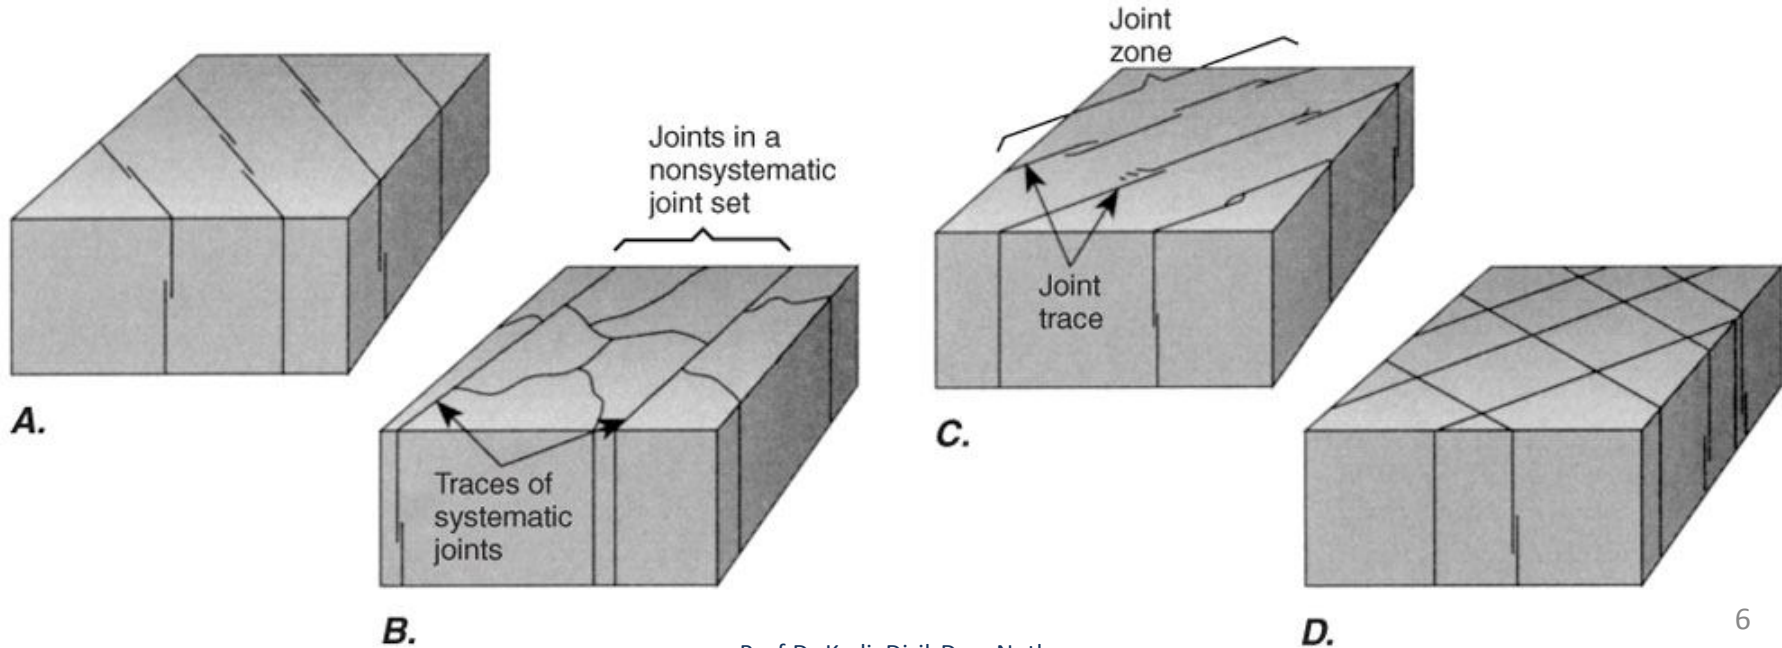 A.
Joints in a
nonsystematic
joint set
Traces of
systematic
joints
B.
Joint
zone
Joint
trace
C.
D.
6